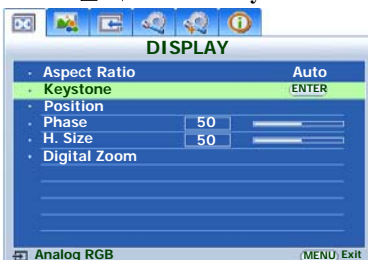 DISPLAY
Aspect Ratio Auto
Keystone ENTER
Position
Phase 50
H. Size 50
Digital Zoom
Analog RGB MENU Exit